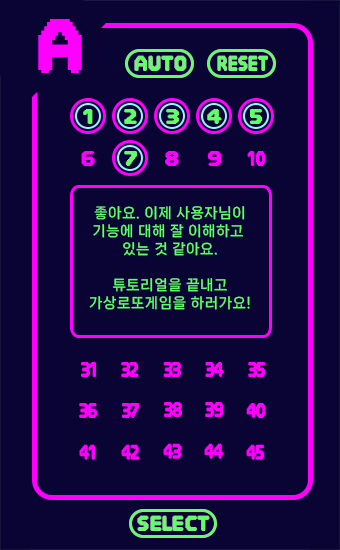 A
AUTO RESET
1 2 3 4 5
6 7 8 9 10
좋아요. 이제 사용자님이
기능에 대해 잘 이해하고
있는 것 같아요.
튜토리얼을 끝내고
가상로또게임을 하러가요!
31 32 33 34 35
36 37 38 39 40
41 42 43 44 45
SELECT